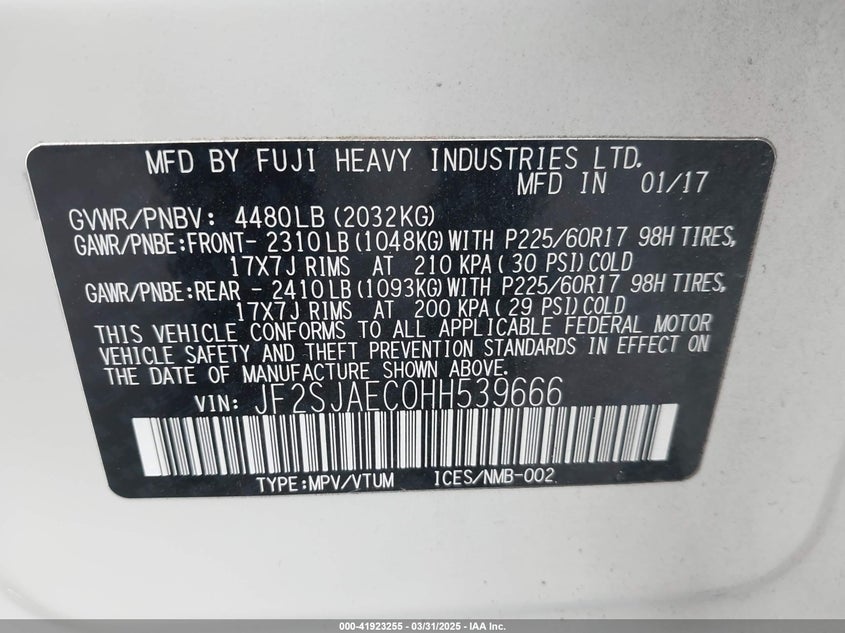 MFD BY FUJI HEAVY INDUSTRIES LTD.
MFD IN 01/17
GVWR/PNBV: 4480LB (2032KG)
GAWR/PNBE:FRONT- 2310LB (1048KG) WITH P225/60R17 98H TIRES,
17X7J RIMS AT 210 KPA (30 PSI) COLD
GAWR/PNBE:REAR - 2410LB (1093KG) WITH P225/60R17 98H TIRES,
17X7J RIMS AT 200 KPA (29 PSI) COLD
THIS VEHICLE CONFORMS TO ALL APPLICABLE FEDERAL MOTOR
VEHICLE SAFETY AND THEFT PREVENTION STANDARDS IN EFFECT ON
THE DATE OF MANUFACTURE SHOWN ABOVE.
VIN: JF2SJAEC0HH539666
TYPE:MPV/VTUM ICES/NMB-002
000-41923255 - 03/31/2025 - IAA Inc.